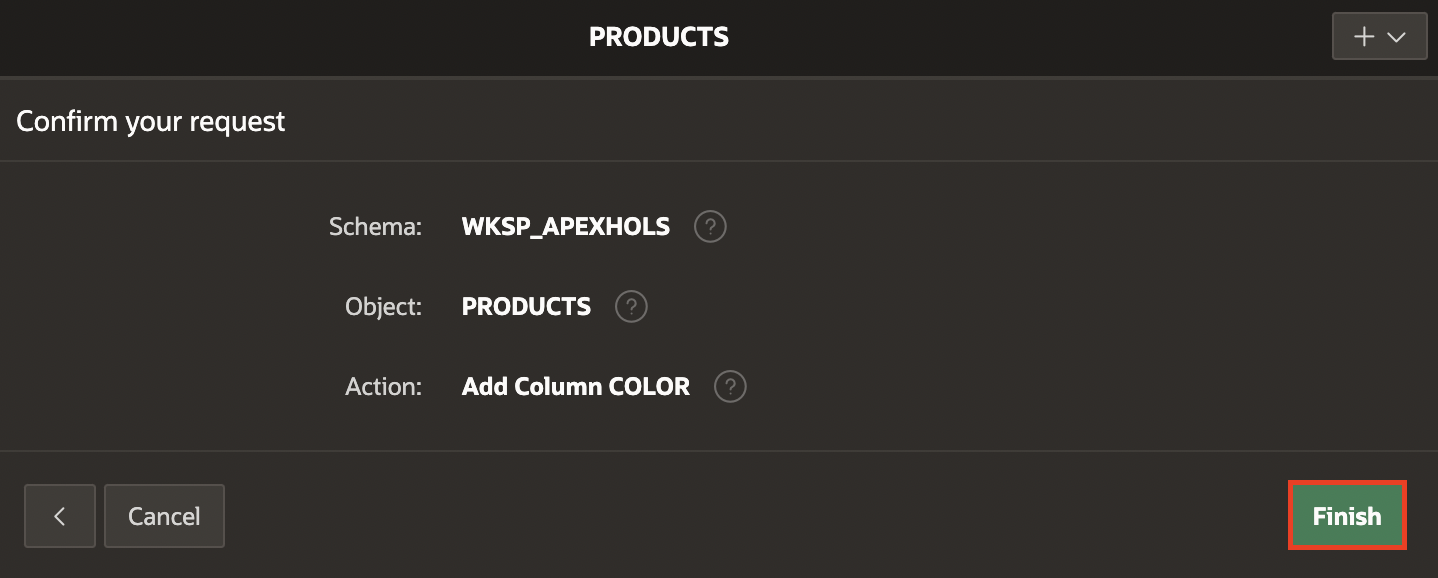 PRODUCTS
Confirm your request
Schema: WKSP_APEXHOLS ?
Object: PRODUCTS ?
Action: Add Column COLOR ?
Cancel Finish